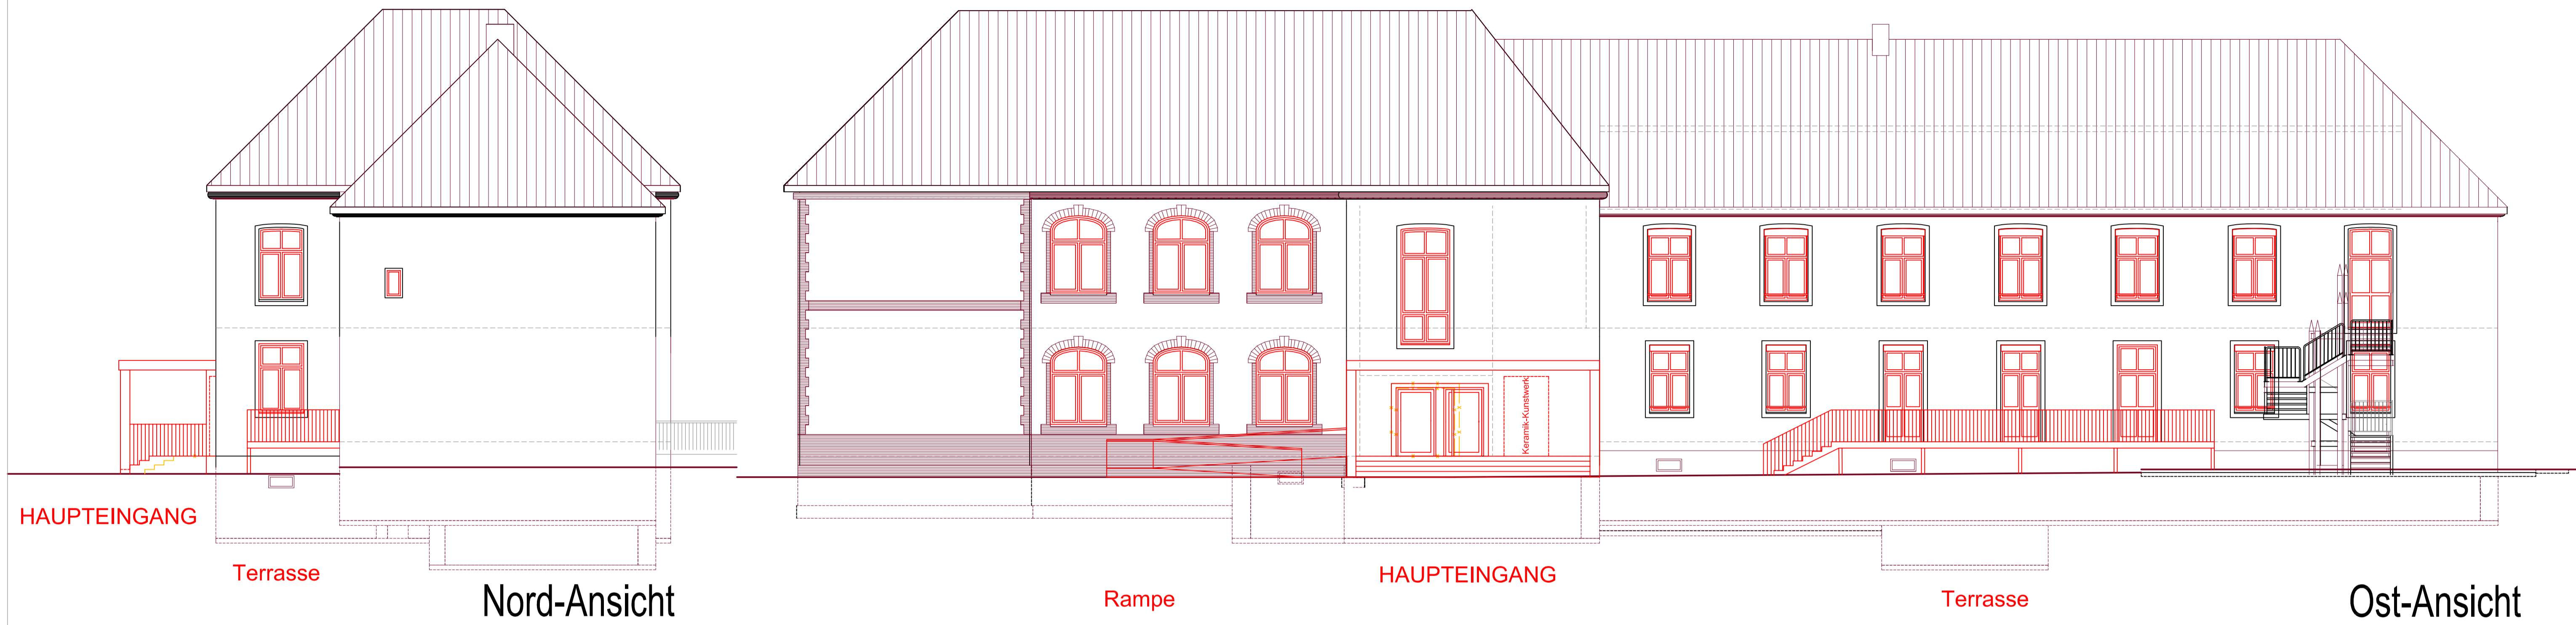 HAUPTEINGANG
Terrasse
Nord-Ansicht
Keramik-Kunstwerk
HAUPTEINGANG
Rampe
Terrasse
Ost-Ansicht